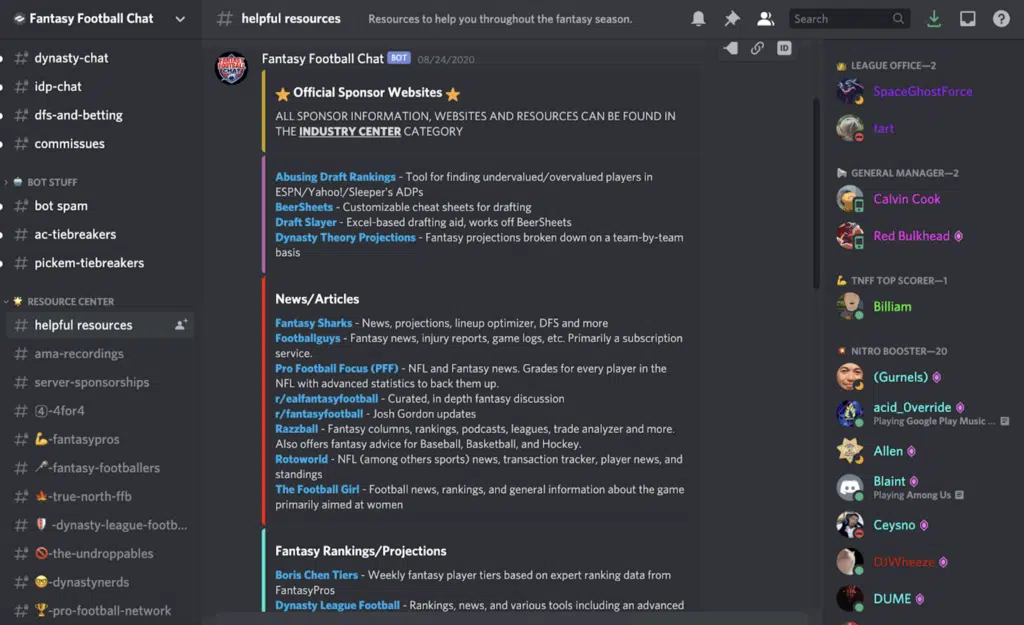 Fantasy Football Chat
# helpful resources
Resources to help you throughout the fantasy season.
Search
# dynasty-chat
# idp-chat
# dfs-and-betting
# commissues
BOT STUFF
# bot spam
# ac-tiebreakers
# pickem-tiebreakers
RESOURCE CENTER
# helpful resources
# ama-recordings
# server-sponsorships
# 4-4for4
# 💪-fantasypros
# 🎤-fantasy-footballers
# 🍁-true-north-ffb
# -dynasty-league-footb...
# 🚫-the-undroppables
# 🤓-dynastynerds
# 🏆-pro-football-network
Fantasy Football Chat BOT 08/24/2020
ID
⭐ Official Sponsor Websites ⭐
ALL SPONSOR INFORMATION, WEBSITES AND RESOURCES CAN BE FOUND IN
THE INDUSTRY CENTER CATEGORY
Abusing Draft Rankings - Tool for finding undervalued/overvalued players in
ESPN/Yahoo!/Sleeper's ADPs
BeerSheets - Customizable cheat sheets for drafting
Draft Slayer - Excel-based drafting aid, works off BeerSheets
Dynasty Theory Projections - Fantasy projections broken down on a team-by-team
basis
News/Articles
Fantasy Sharks - News, projections, lineup optimizer, DFS and more
Footballguys - Fantasy news, injury reports, game logs, etc. Primarily a subscription
service.
Pro Football Focus (PFF) - NFL and Fantasy news. Grades for every player in the
NFL with advanced statistics to back them up.
r/ealfantasyfootball - Curated, in depth fantasy discussion
r/fantasyfootball - Josh Gordon updates
Razzball - Fantasy columns, rankings, podcasts, leagues, trade analyzer and more.
Also offers fantasy advice for Baseball, Basketball, and Hockey.
Rotoworld - NFL (among others sports) news, transaction tracker, player news, and
standings
The Football Girl - Football news, rankings, and general information about the game
primarily aimed at women
Fantasy Rankings/Projections
Boris Chen Tiers - Weekly fantasy player tiers based on expert ranking data from
FantasyPros
Dynasty League Football - Rankings, news, and various tools including an advanced
LEAGUE OFFICE—2
SpaceGhostForce
tart
GENERAL MANAGER—2
Calvin Cook
Red Bulkhead
TNFF TOP SCORER—1
Billiam
NITRO BOOSTER—20
(Gurnels)
acid_0verride
Playing Google Play Music ...
Allen
Blaint
Playing Among Us
Ceysno
DJWheeze
DUME